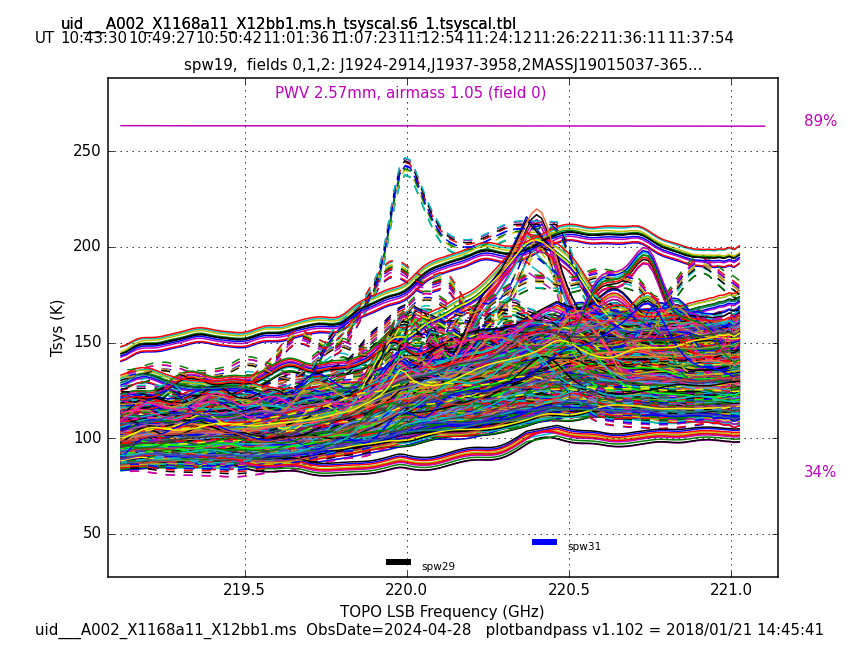 uid___A002_X1168a11_X12bb1.ms.h_tsyscal.s6_1.tsyscal.tbl
UT 10:43:30 10:49:27 10:50:42 11:01:36 11:07:23 11:12:54 11:24:12 11:26:22 11:36:11 11:37:54
spw19, fields 0,1,2: J1924-2914,J1937-3958,2MASSJ19015037-365...
PWV 2.57mm, airmass 1.05 (field 0)
89%
250
200
Tsys (K)
150
100
34%
50
spw31
spw29
219.5 220.0 220.5 221.0
TOPO LSB Frequency (GHz)
uid___A002_X1168a11_X12bb1.ms ObsDate=2024-04-28 plotbandpass v1.102 = 2018/01/21 14:45:41